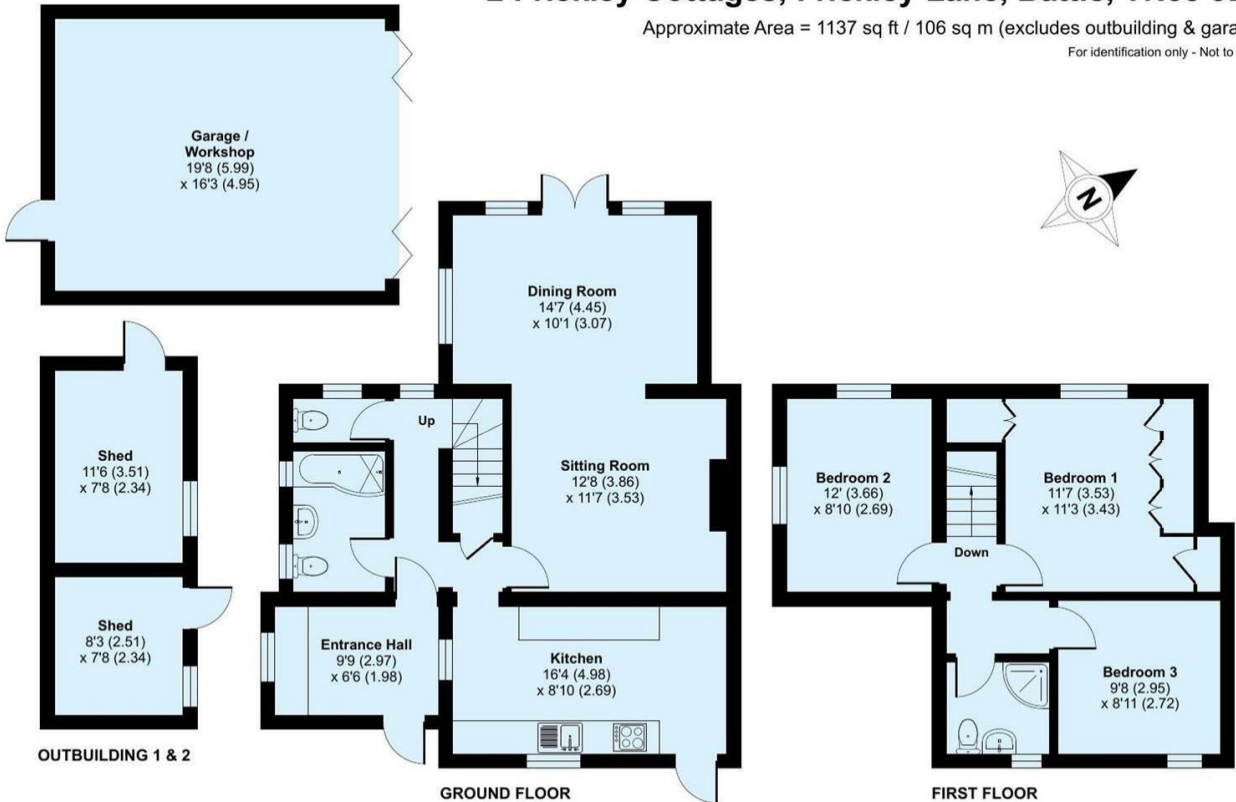 Approximate Area = 1137 sq ft / 106 sq m (excludes outbuilding &
For identification only - Not to
Garage /
Workshop
19'8 (5.99)
x 16'3 (4.95)
N
Dining Room
14'7 (4.45)
x 10'1 (3.07)
Up
Shed
11'6 (3.51)
x 7'8 (2.34)
Sitting Room
12'8 (3.86)
x 11'7 (3.53)
Bedroom 2
12' (3.66)
x 8'10 (2.69)
Bedroom 1
11'7 (3.53)
x 11'3 (3.43)
Down
Shed
8'3 (2.51)
x 7'8 (2.34)
Entrance Hall
9'9 (2.97)
x 6'6 (1.98)
Kitchen
16'4 (4.98)
x 8'10 (2.69)
Bedroom 3
9'8 (2.95)
x 8'11 (2.72)
OUTBUILDING 1 & 2
GROUND FLOOR
FIRST FLOOR